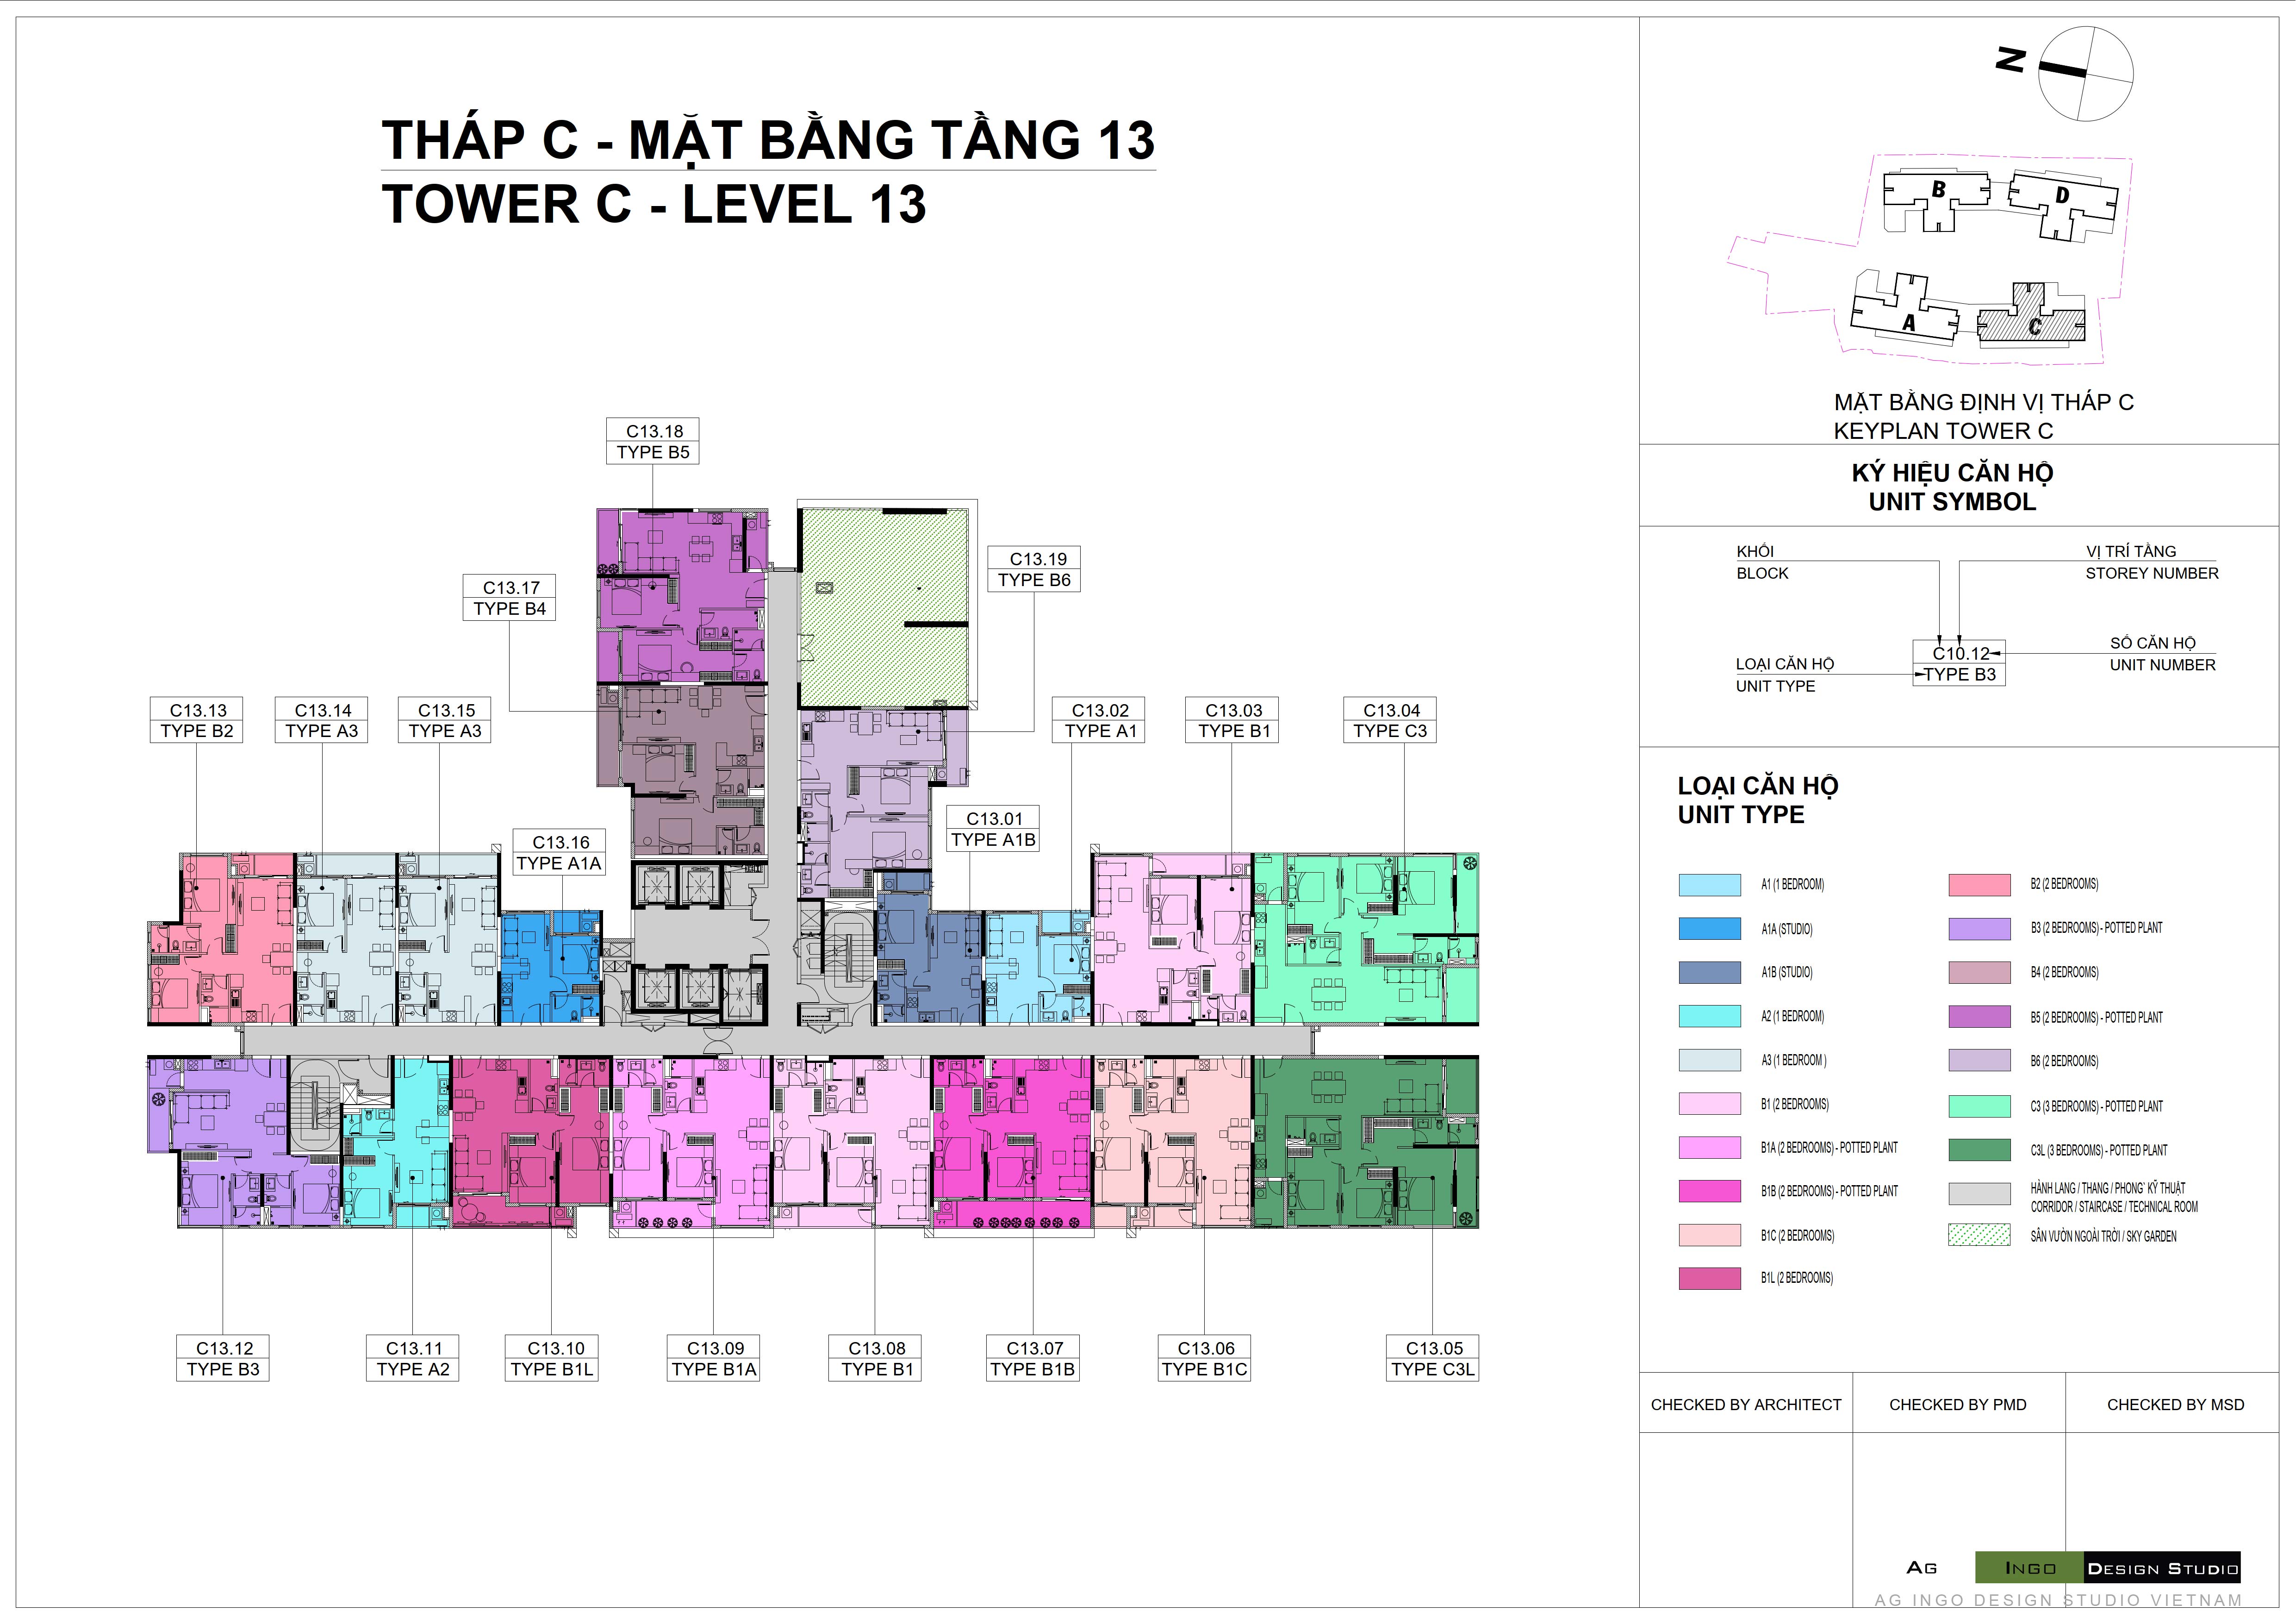 THÁP C - MẶT BẰNG TẦNG 13
TOWER C - LEVEL 13
N
B
D
A
C
MẶT BẰNG ĐỊNH VỊ THÁP C
KEYPLAN TOWER C
KÝ HIỆU CĂN HỘ
UNIT SYMBOL
KHỐI
BLOCK
VỊ TRÍ TẦNG
STOREY NUMBER
C10.12
TYPE B3
SỐ CĂN HỘ
UNIT NUMBER
LOẠI CĂN HỘ
UNIT TYPE
C13.18
TYPE B5
C13.19
TYPE B6
C13.17
TYPE B4
C13.13
TYPE B2
C13.14
TYPE A3
C13.15
TYPE A3
C13.02
TYPE A1
C13.03
TYPE B1
C13.04
TYPE C3
C13.16
TYPE A1A
C13.01
TYPE A1B
C13.12
TYPE B3
C13.11
TYPE A2
C13.10
TYPE B1L
C13.09
TYPE B1A
C13.08
TYPE B1
C13.07
TYPE B1B
C13.06
TYPE B1C
C13.05
TYPE C3L
LOẠI CĂN HỘ
UNIT TYPE
A1 (1 BEDROOM)
A1A (STUDIO)
A1B (STUDIO)
A2 (1 BEDROOM)
A3 (1 BEDROOM )
B1 (2 BEDROOMS)
B1A (2 BEDROOMS) - POTTED PLANT
B1B (2 BEDROOMS) - POTTED PLANT
B1C (2 BEDROOMS)
B1L (2 BEDROOMS)
B2 (2 BEDROOMS)
B3 (2 BEDROOMS) - POTTED PLANT
B4 (2 BEDROOMS)
B5 (2 BEDROOMS) - POTTED PLANT
B6 (2 BEDROOMS)
C3 (3 BEDROOMS) - POTTED PLANT
C3L (3 BEDROOMS) - POTTED PLANT
HÀNH LANG / THANG / PHONG` KỸ THUẬT
CORRIDOR / STAIRCASE / TECHNICAL ROOM
SÂN VƯỜN NGOÀI TRỜI / SKY GARDEN
CHECKED BY ARCHITECT
CHECKED BY PMD
CHECKED BY MSD
AG INGO DESIGN STUDIO
AG INGO DESIGN STUDIO VIETNAM